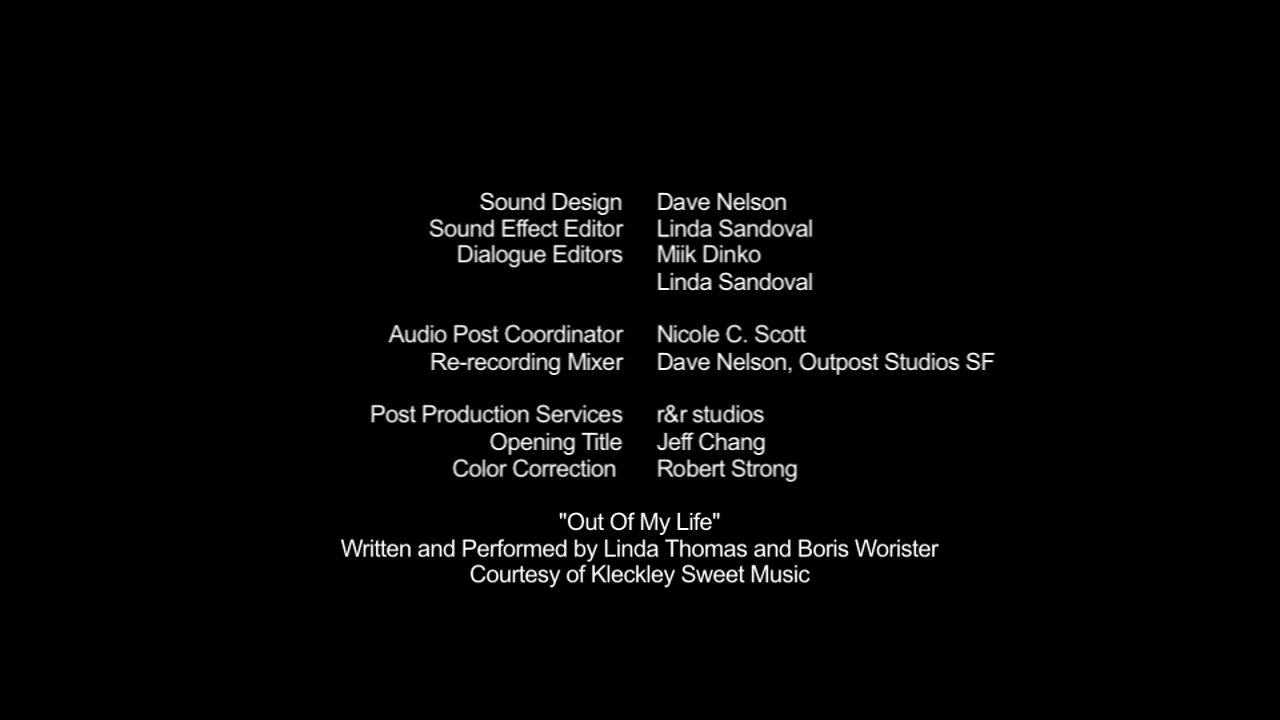 Sound Design Dave Nelson
Sound Effect Editor Linda Sandoval
Dialogue Editors Miik Dinko
Linda Sandoval
Audio Post Coordinator Nicole C. Scott
Re-recording Mixer Dave Nelson, Outpost Studios SF
Post Production Services r&r studios
Opening Title Jeff Chang
Color Correction Robert Strong
"Out Of My Life"
Written and Performed by Linda Thomas and Boris Worister
Courtesy of Kleckley Sweet Music